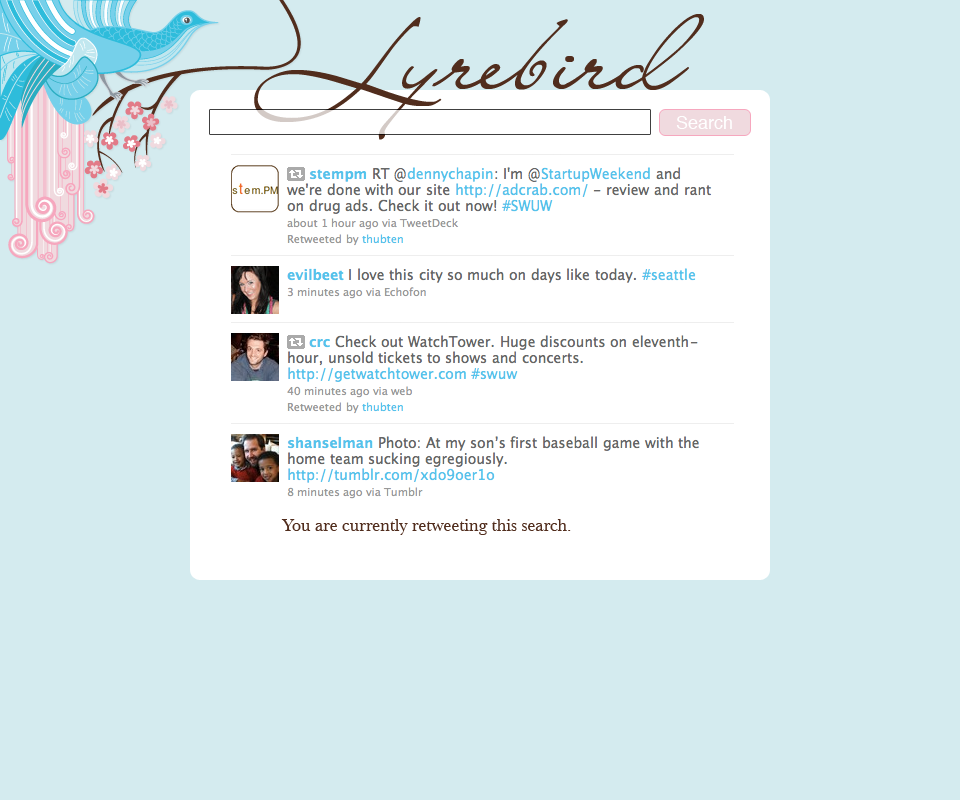 Lyrebird
Search
stem.PM
stempm RT @dennychapin: I'm @StartupWeekend and
we're done with our site http://adcrab.com/ – review and rant
on drug ads. Check it out now! #SWUW
about 1 hour ago via TweetDeck
Retweeted by thubten
evilbeet I love this city so much on days like today. #seattle
3 minutes ago via Echofon
crc Check out WatchTower. Huge discounts on eleventh-
hour, unsold tickets to shows and concerts.
http://getwatchtower.com #swuw
40 minutes ago via web
Retweeted by thubten
shanselman Photo: At my son's first baseball game with the
home team sucking egregiously.
http://tumblr.com/xdo9oer1o
8 minutes ago via Tumblr
You are currently retweeting this search.